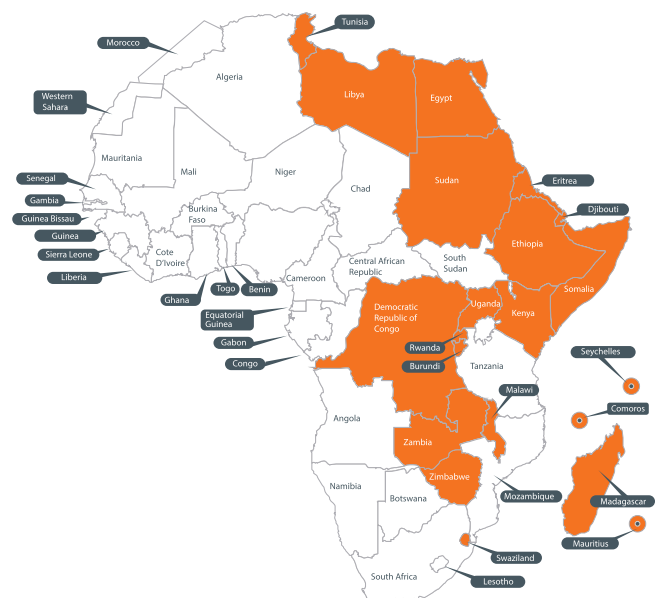 Tunisia
Morocco
Algeria
Libya
Egypt
Western
Sahara
Mauritania
Mali
Niger
Chad
Sudan
Eritrea
Senegal
Gambia
Guinea Bissau
Guinea
Sierra Leone
Liberia
Burkina
Faso
Cote
D'Ivoire
Ghana
Togo
Benin
Cameroon
Central African
Republic
South
Sudan
Djibouti
Ethiopia
Somalia
Equatorial
Guinea
Gabon
Congo
Democratic
Republic of
Congo
Uganda
Kenya
Rwanda
Burundi
Tanzania
Seychelles
Malawi
Comoros
Angola
Zambia
Zimbabwe
Mozambique
Madagascar
Mauritius
Namibia
Botswana
Swaziland
Lesotho
South Africa